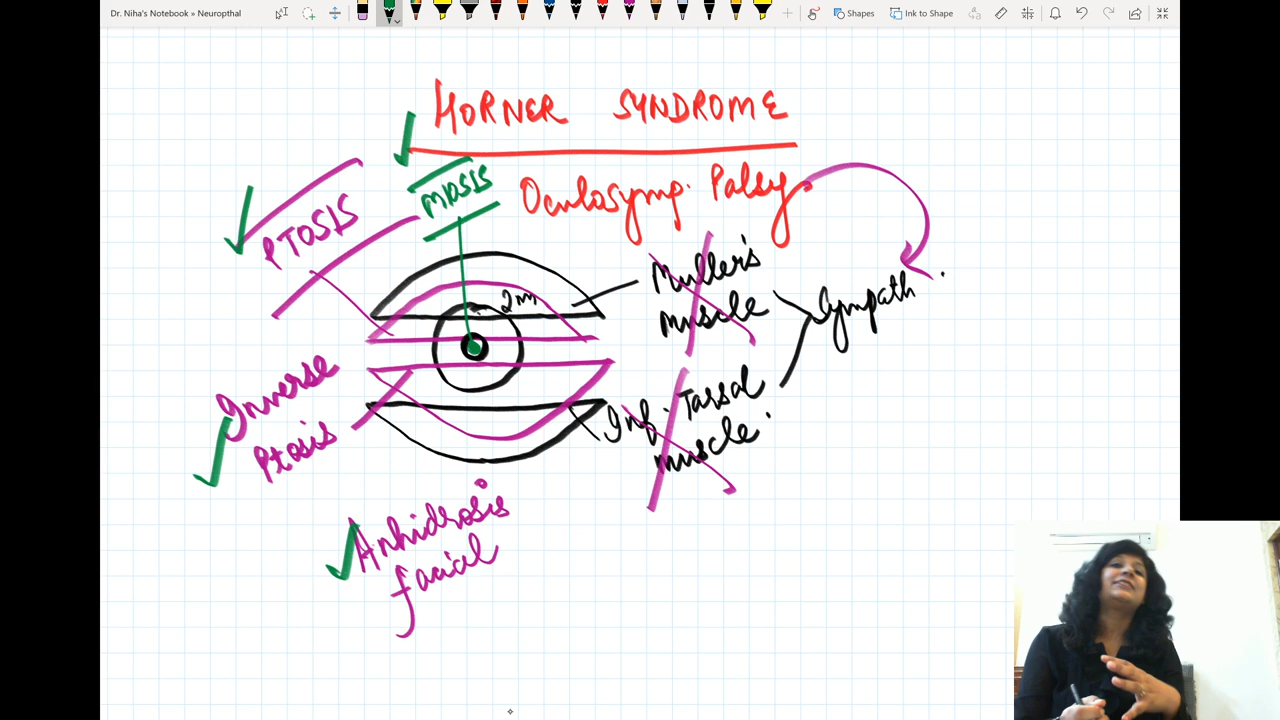 Dr. Niha's Notebook » Neuropthal
Shapes
Ink to Shape
HORNER SYNDROME
Oculosymp. Palsy
MIOSIS
PTOSIS
2m
Muller's
muscle
Sympath.
Inverse
Ptosis
Inf. Tarsal
muscle
Anhidrosis
facial